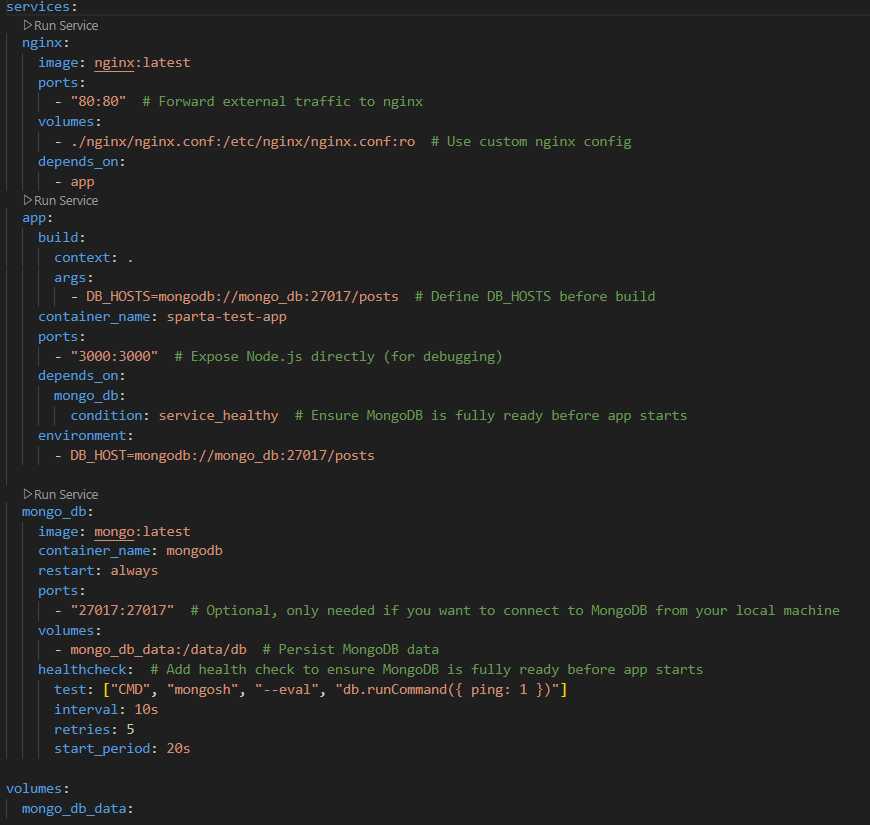 services:
▷Run Service
  nginx:
    image: nginx:latest
    ports:
      - "80:80"  # Forward external traffic to nginx
    volumes:
      - ./nginx/nginx.conf:/etc/nginx/nginx.conf:ro  # Use custom nginx config
    depends_on:
      - app
▷Run Service
  app:
    build:
      context: .
      args:
        - DB_HOSTS=mongodb://mongo_db:27017/posts  # Define DB_HOSTS before build
    container_name: sparta-test-app
    ports:
      - "3000:3000"  # Expose Node.js directly (for debugging)
    depends_on:
      mongo_db:
        condition: service_healthy  # Ensure MongoDB is fully ready before app starts
    environment:
      - DB_HOST=mongodb://mongo_db:27017/posts
▷Run Service
  mongo_db:
    image: mongo:latest
    container_name: mongodb
    restart: always
    ports:
      - "27017:27017"  # Optional, only needed if you want to connect to MongoDB from your local machine
    volumes:
      - mongo_db_data:/data/db  # Persist MongoDB data
    healthcheck:  # Add health check to ensure MongoDB is fully ready before app starts
      test: ["CMD", "mongosh", "--eval", "db.runCommand({ ping: 1 })"]
      interval: 10s
      retries: 5
      start_period: 20s
volumes:
  mongo_db_data: